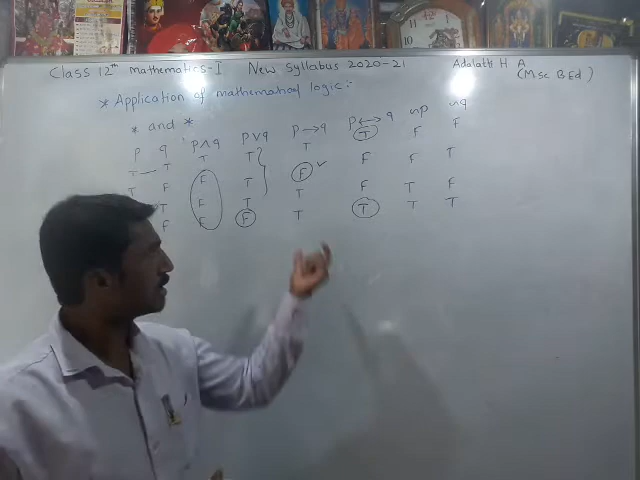 Class 12th mathematics-I New syllabus 2020-21 Adalath H A
(Msc BEd)
* Application of mathematical logic:-
* and *
p q p∧q p∨q p→q p↔q ~p ~q
T T T T T T F F
T F F T F ✓ F F T
T F T T F T F
F F F T T T T